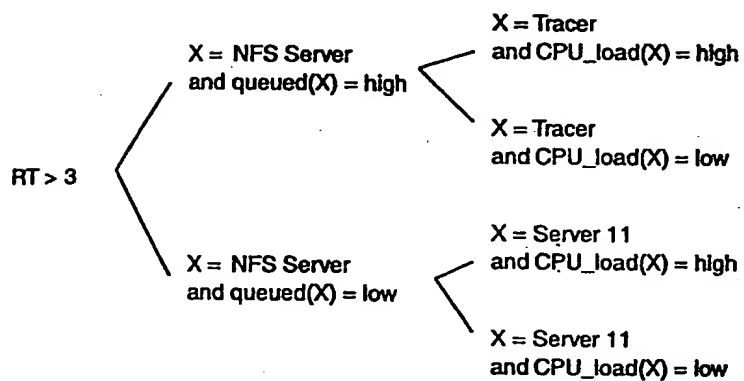 X = Tracer
and CPU_load(X) = high
X = NFS Server
and queued(X) = high
X = Tracer
and CPU_load(X) = low
RT > 3
X = Server 11
and CPU_load(X) = high
X = NFS Server
and queued(X) = low
X = Server 11
and CPU_load(X) = low